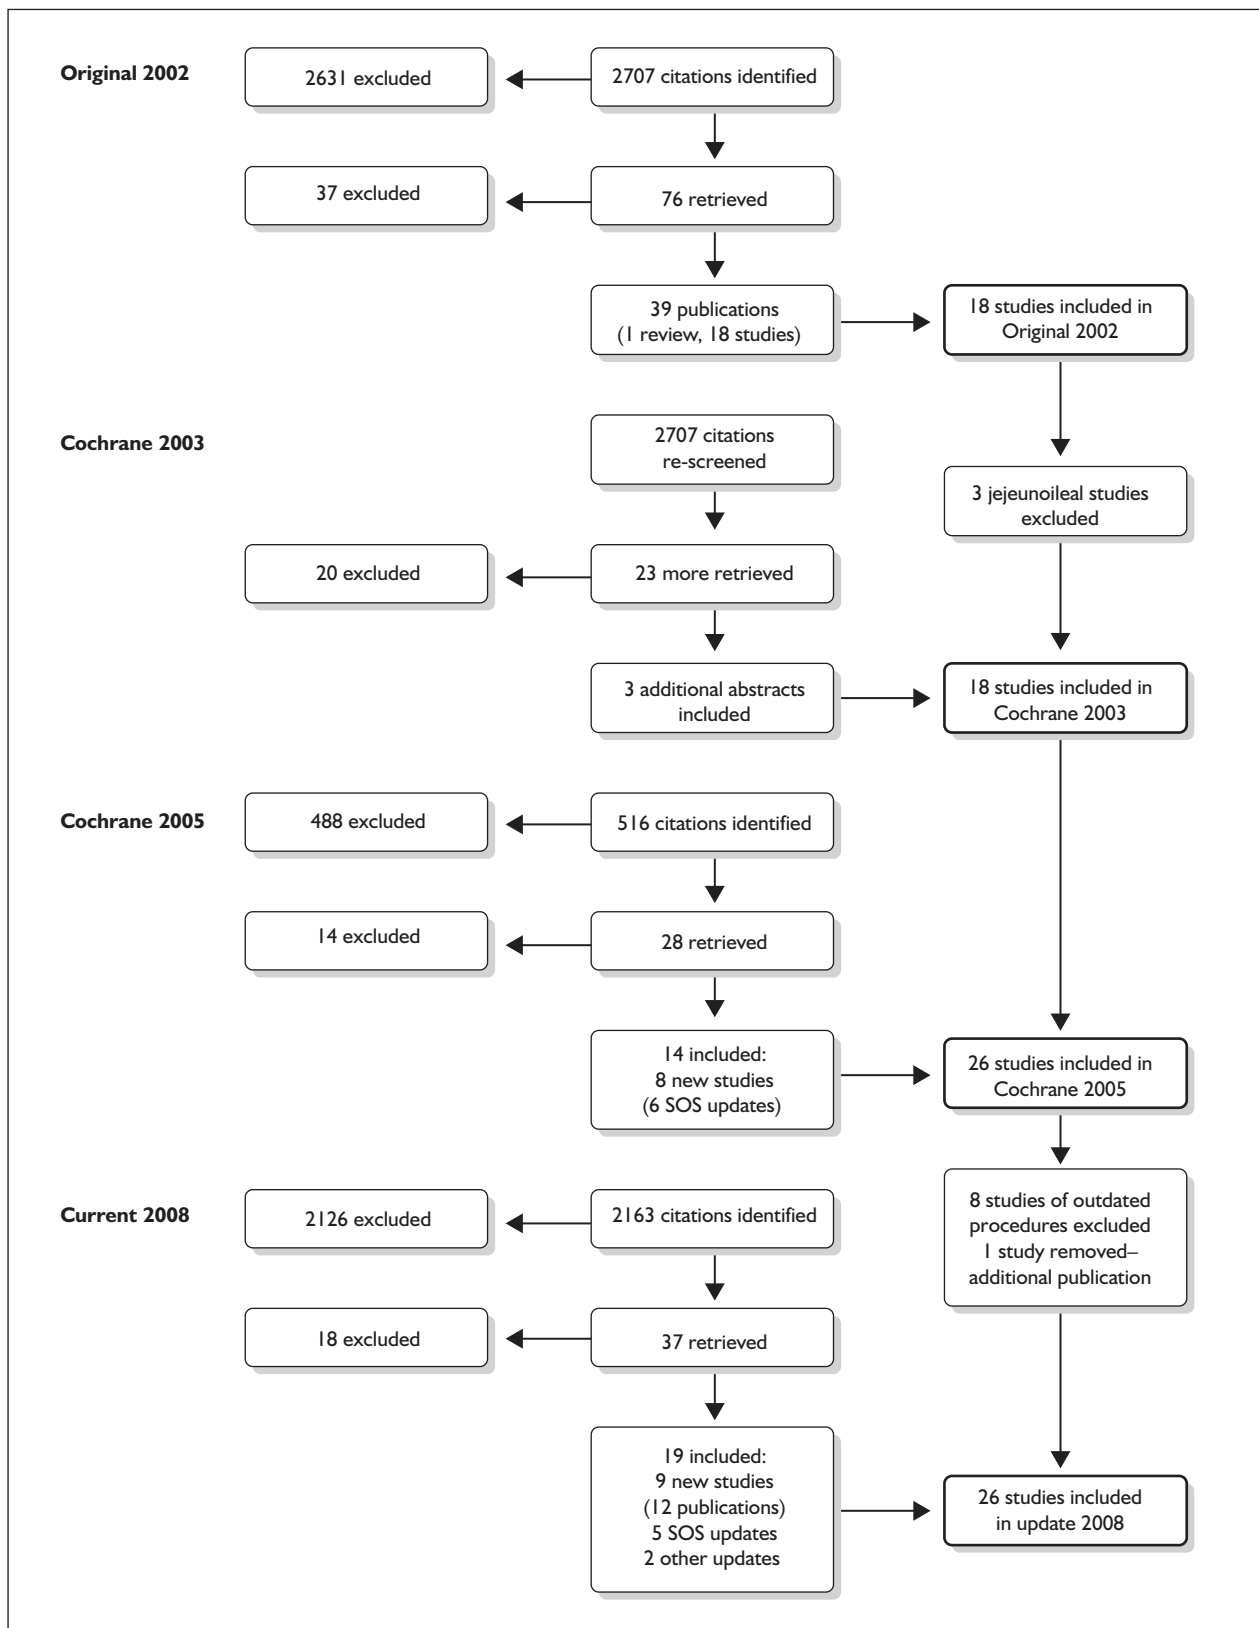 Original 2002
2631 excluded
2707 citations identified
37 excluded
76 retrieved
39 publications
(1 review, 18 studies)
18 studies included in
Original 2002
Cochrane 2003
2707 citations
re-screened
3 jejeunoileal studies
excluded
20 excluded
23 more retrieved
3 additional abstracts
included
18 studies included in
Cochrane 2003
Cochrane 2005
488 excluded
516 citations identified
14 excluded
28 retrieved
14 included:
8 new studies
(6 SOS updates)
26 studies included in
Cochrane 2005
Current 2008
2126 excluded
2163 citations identified
8 studies of outdated
procedures excluded
1 study removed–
additional publication
18 excluded
37 retrieved
19 included:
9 new studies
(12 publications)
5 SOS updates
2 other updates
26 studies included
in update 2008